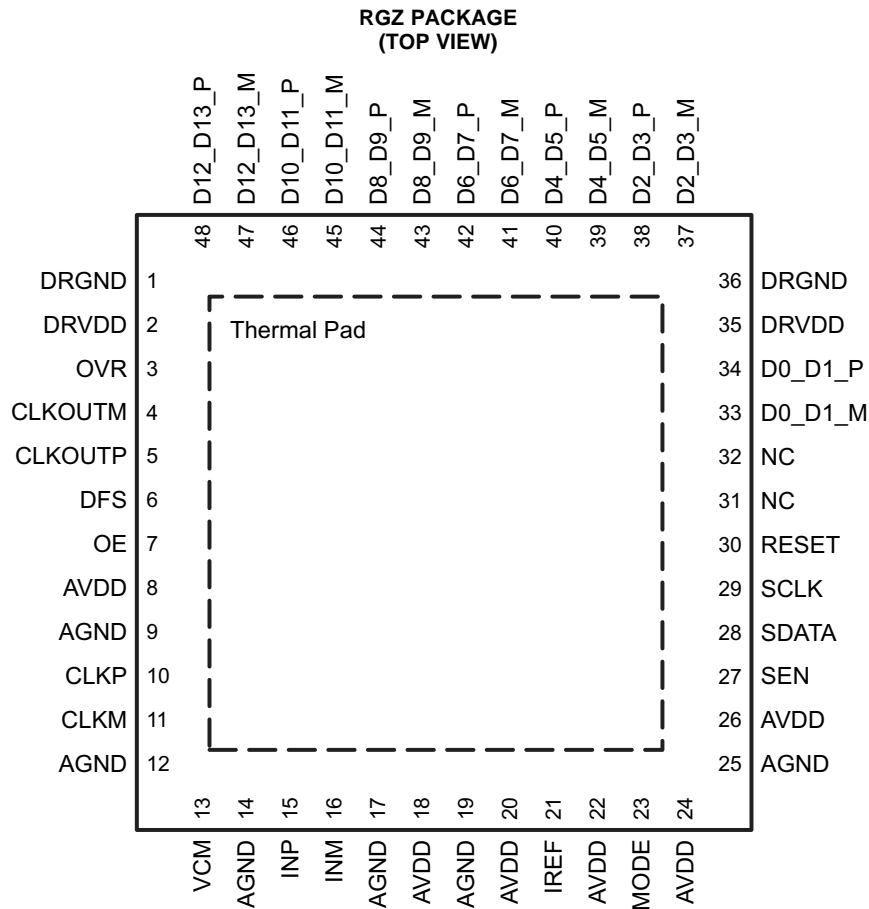 RGZ PACKAGE
(TOP VIEW)
D12_D13_P
D12_D13_M
D10_D11_P
D10_D11_M
D8_D9_P
D8_D9_M
D6_D7_P
D6_D7_M
D4_D5_P
D4_D5_M
D2_D3_P
D2_D3_M
48 47 46 45 44 43 42 41 40 39 38 37
DRGND 1
DRVDD 2
OVR 3
CLKOUTM 4
CLKOUTP 5
DFS 6
OE 7
AVDD 8
AGND 9
CLKP 10
CLKM 11
AGND 12
Thermal Pad
36 DRGND
35 DRVDD
34 D0_D1_P
33 D0_D1_M
32 NC
31 NC
30 RESET
29 SCLK
28 SDATA
27 SEN
26 AVDD
25 AGND
13 14 15 16 17 18 19 20 21 22 23 24
VCM
AGND
INP
INM
AGND
AVDD
AGND
AVDD
IREF
AVDD
MODE
AVDD